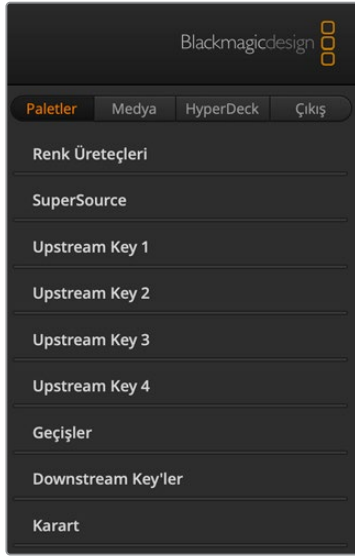 Blackmagicdesign
Paletler Medya HyperDeck Çıkış
Renk Üreteçleri
SuperSource
Upstream Key 1
Upstream Key 2
Upstream Key 3
Upstream Key 4
Geçişler
Downstream Key'ler
Karart